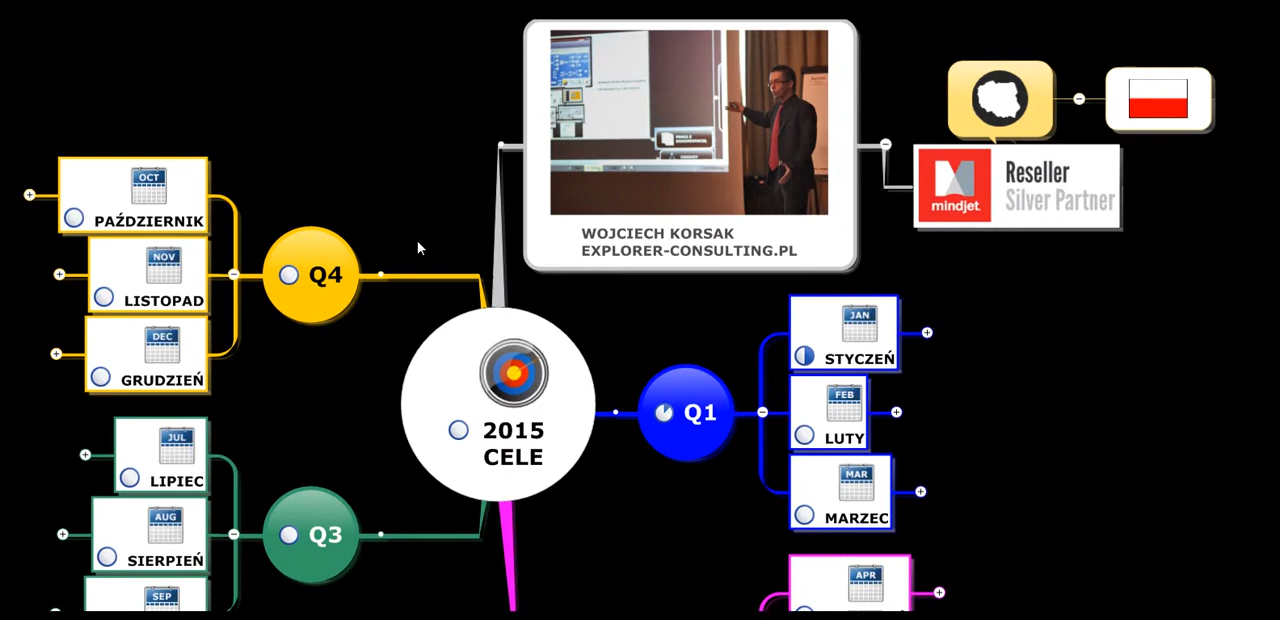 WOJCIECH KORSAK
EXPLORER-CONSULTING.PL
mindjet
Reseller
Silver Partner
OCT
PAŹDZIERNIK
NOV
LISTOPAD
DEC
GRUDZIEŃ
Q4
2015
CELE
Q1
JAN
STYCZEŃ
FEB
LUTY
MAR
MARZEC
JUL
LIPIEC
AUG
SIERPIEŃ
SEP
Q3
APR